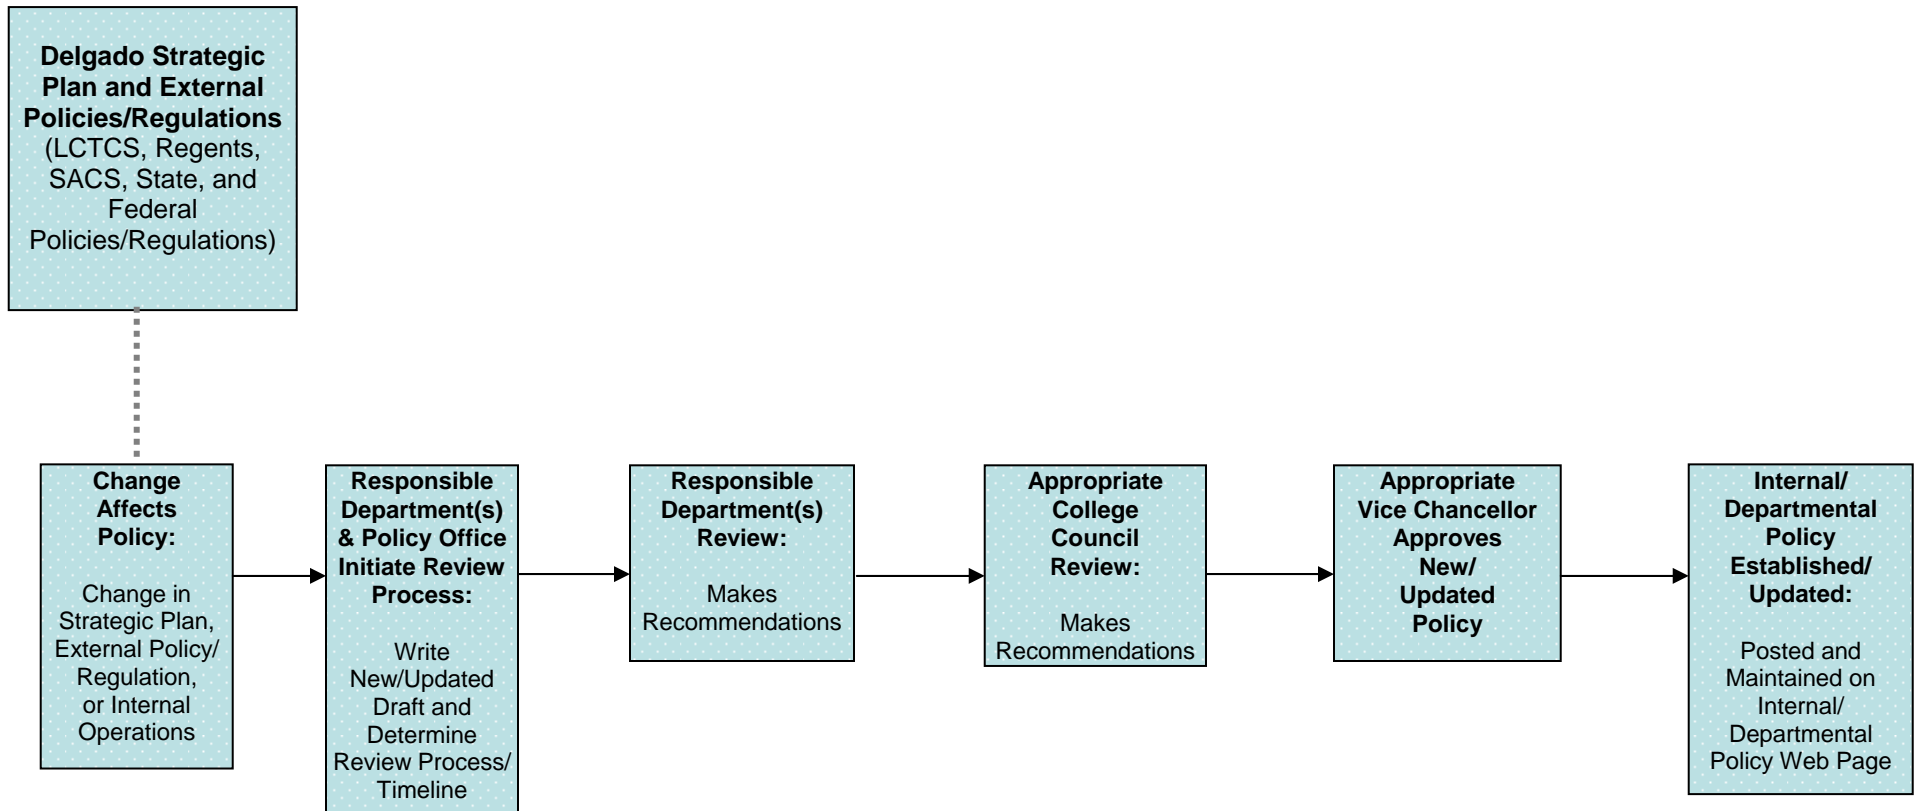 Delgado Strategic
Plan and External
Policies/Regulations
(LCTCS, Regents,
SACS, State, and
Federal
Policies/Regulations)
Change
Affects
Policy:
Change in
Strategic Plan,
External Policy/
Regulation,
or Internal
Operations
Responsible
Department(s)
& Policy Office
Initiate Review
Process:
Write
New/Updated
Draft and
Determine
Review Process/
Timeline
Responsible
Department(s)
Review:
Makes
Recommendations
Appropriate
College
Council
Review:
Makes
Recommendations
Appropriate
Vice Chancellor
Approves
New/
Updated
Policy
Internal/
Departmental
Policy
Established/
Updated:
Posted and
Maintained on
Internal/
Departmental
Policy Web Page